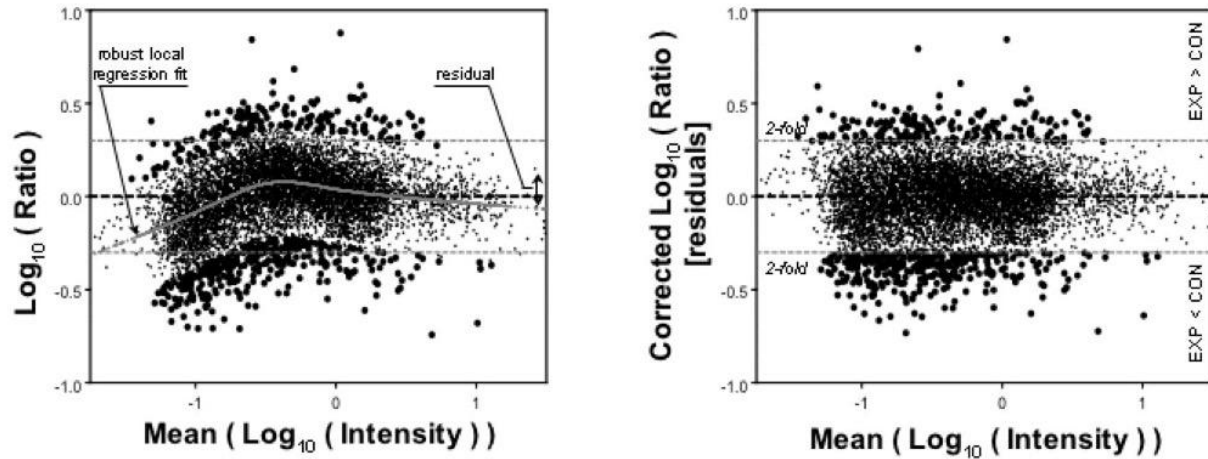 1.0
0.5
0.0
-0.5
-1.0
Log10 ( Ratio )
robust local
regression fit
residual
-1
0
1
Mean ( Log10 ( Intensity ) )
1.0
0.5
0.0
-0.5
-1.0
Corrected Log10 ( Ratio )
[residuals]
2-fold
2-fold
EXP > CON
EXP < CON
-1
0
1
Mean ( Log10 ( Intensity ) )